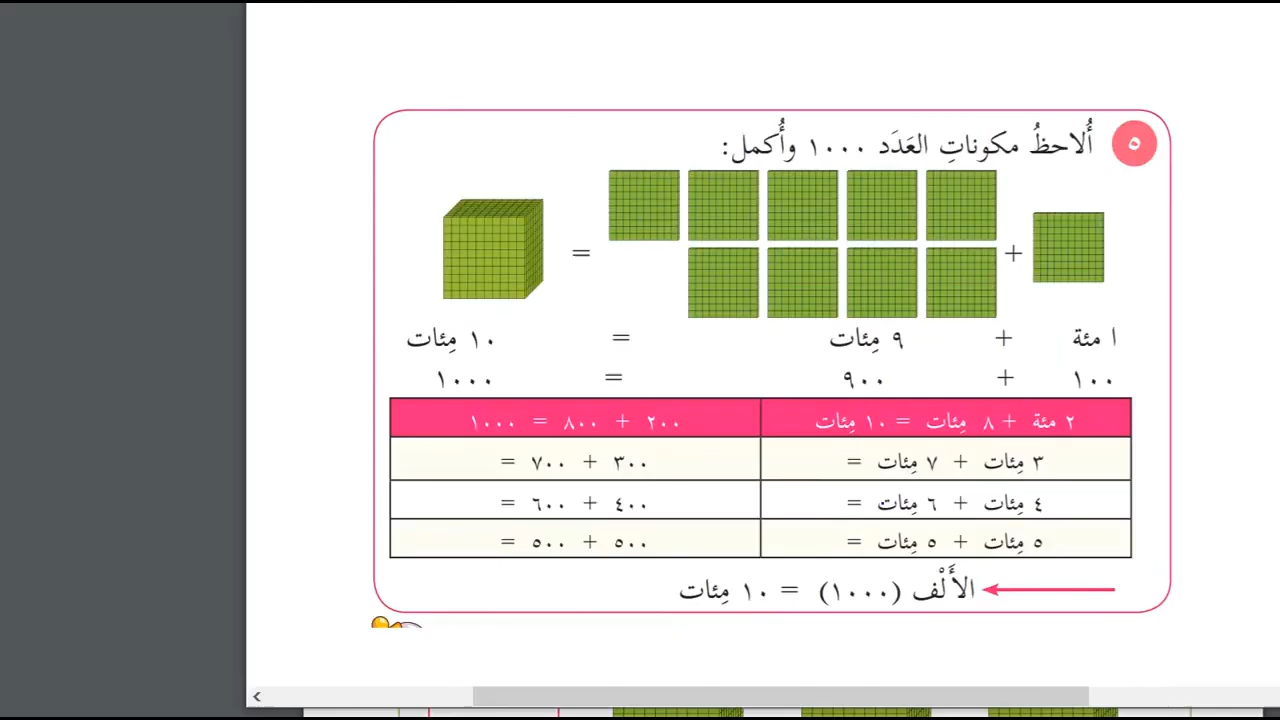 ٥ أُلاحظُ مكوناتِ العَدَد ١٠٠٠ وأُكمل:
+ =
١ مئة + ٩ مِئات = ١٠ مِئات
١٠٠ + ٩٠٠ = ١٠٠٠
٢ مئة + ٨ مِئات = ١٠ مِئات ٢٠٠ + ٨٠٠ = ١٠٠٠
٣ مِئات + ٧ مِئات = ٣٠٠ + ٧٠٠ =
٤ مِئات + ٦ مِئات = ٤٠٠ + ٦٠٠ =
٥ مِئات + ٥ مِئات = ٥٠٠ + ٥٠٠ =
الأَلْف (١٠٠٠) = ١٠ مِئات